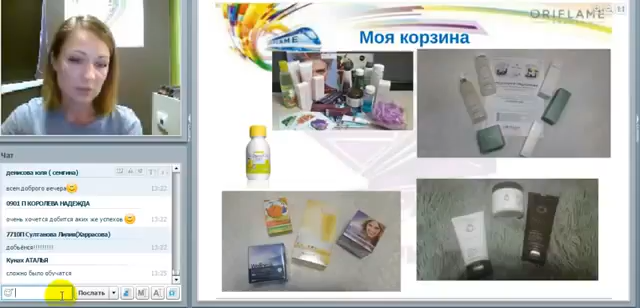 ORIFLAME
Моя корзина
Чат
денисова юля ( сенгина)
всем доброго вечера
13:22
0901 П КОРОЛЕВА НАДЕЖДА
очень хочется добится аких же успехов
13:22
7710П Султанова Лилия(Харрасова)
добьёмся!!!!!!!!!
13:22
Кунах АТАЛЬЯ
сложно было обучатся
13:25
Послать